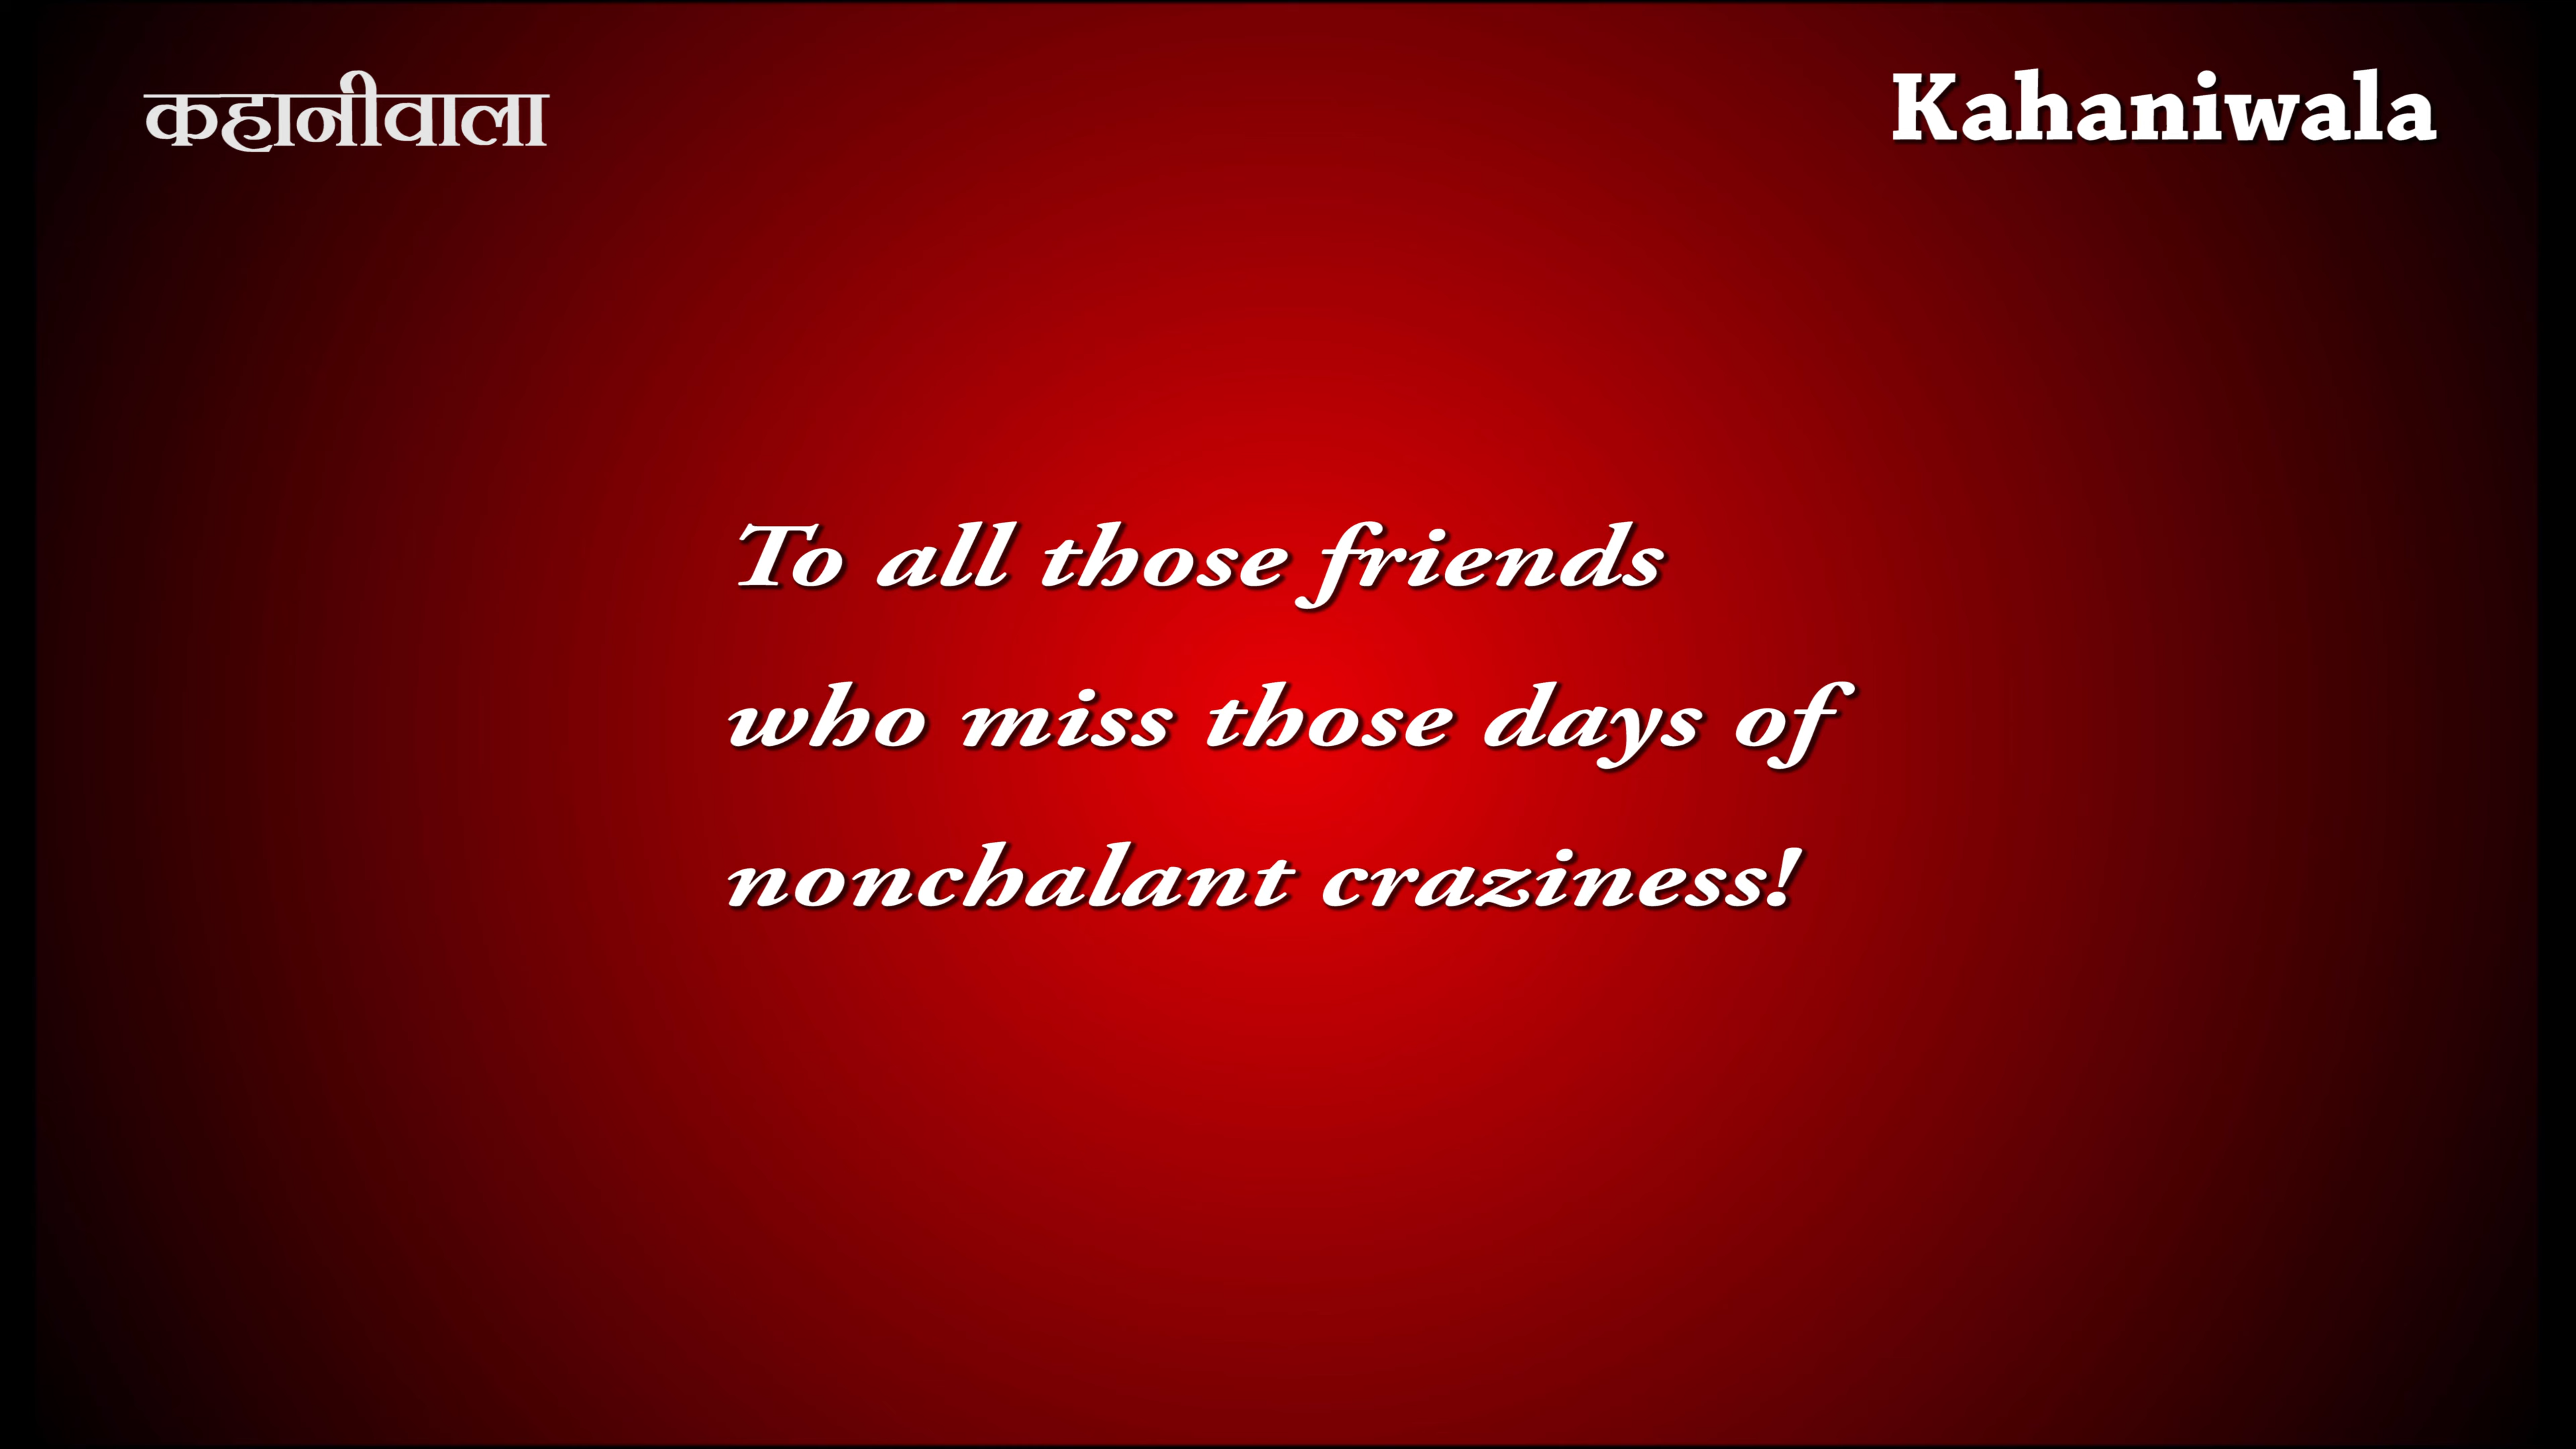 कहानीवाला
Kahaniwala
To all those friends
who miss those days of
nonchalant craziness!